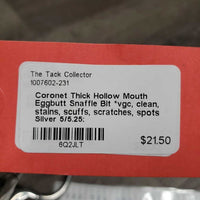 The Tack Collector
1007602-231
Coronet Thick Hollow Mouth
Eggbutt Snaffle Bit *vgc, clean,
stains, scuffs, scratches, spots
Silver 5/5.25:
6Q2JLT
$21.50